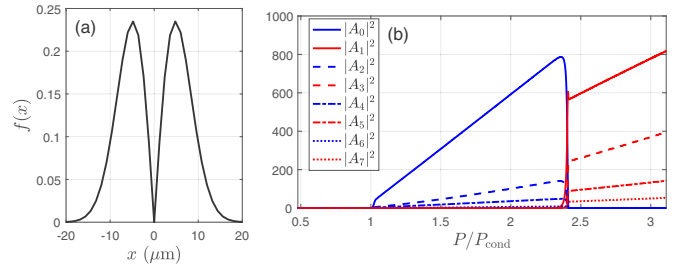 (a)
f(x)
0.25
0.2
0.15
0.1
0.05
0
-20 -10 0 10 20
x (μm)
(b)
|A₀|²
|A₁|²
|A₂|²
|A₃|²
|A₄|²
|A₅|²
|A₆|²
|A₇|²
1000
800
600
400
200
0
0.5 1 1.5 2 2.5 3
P/P_cond